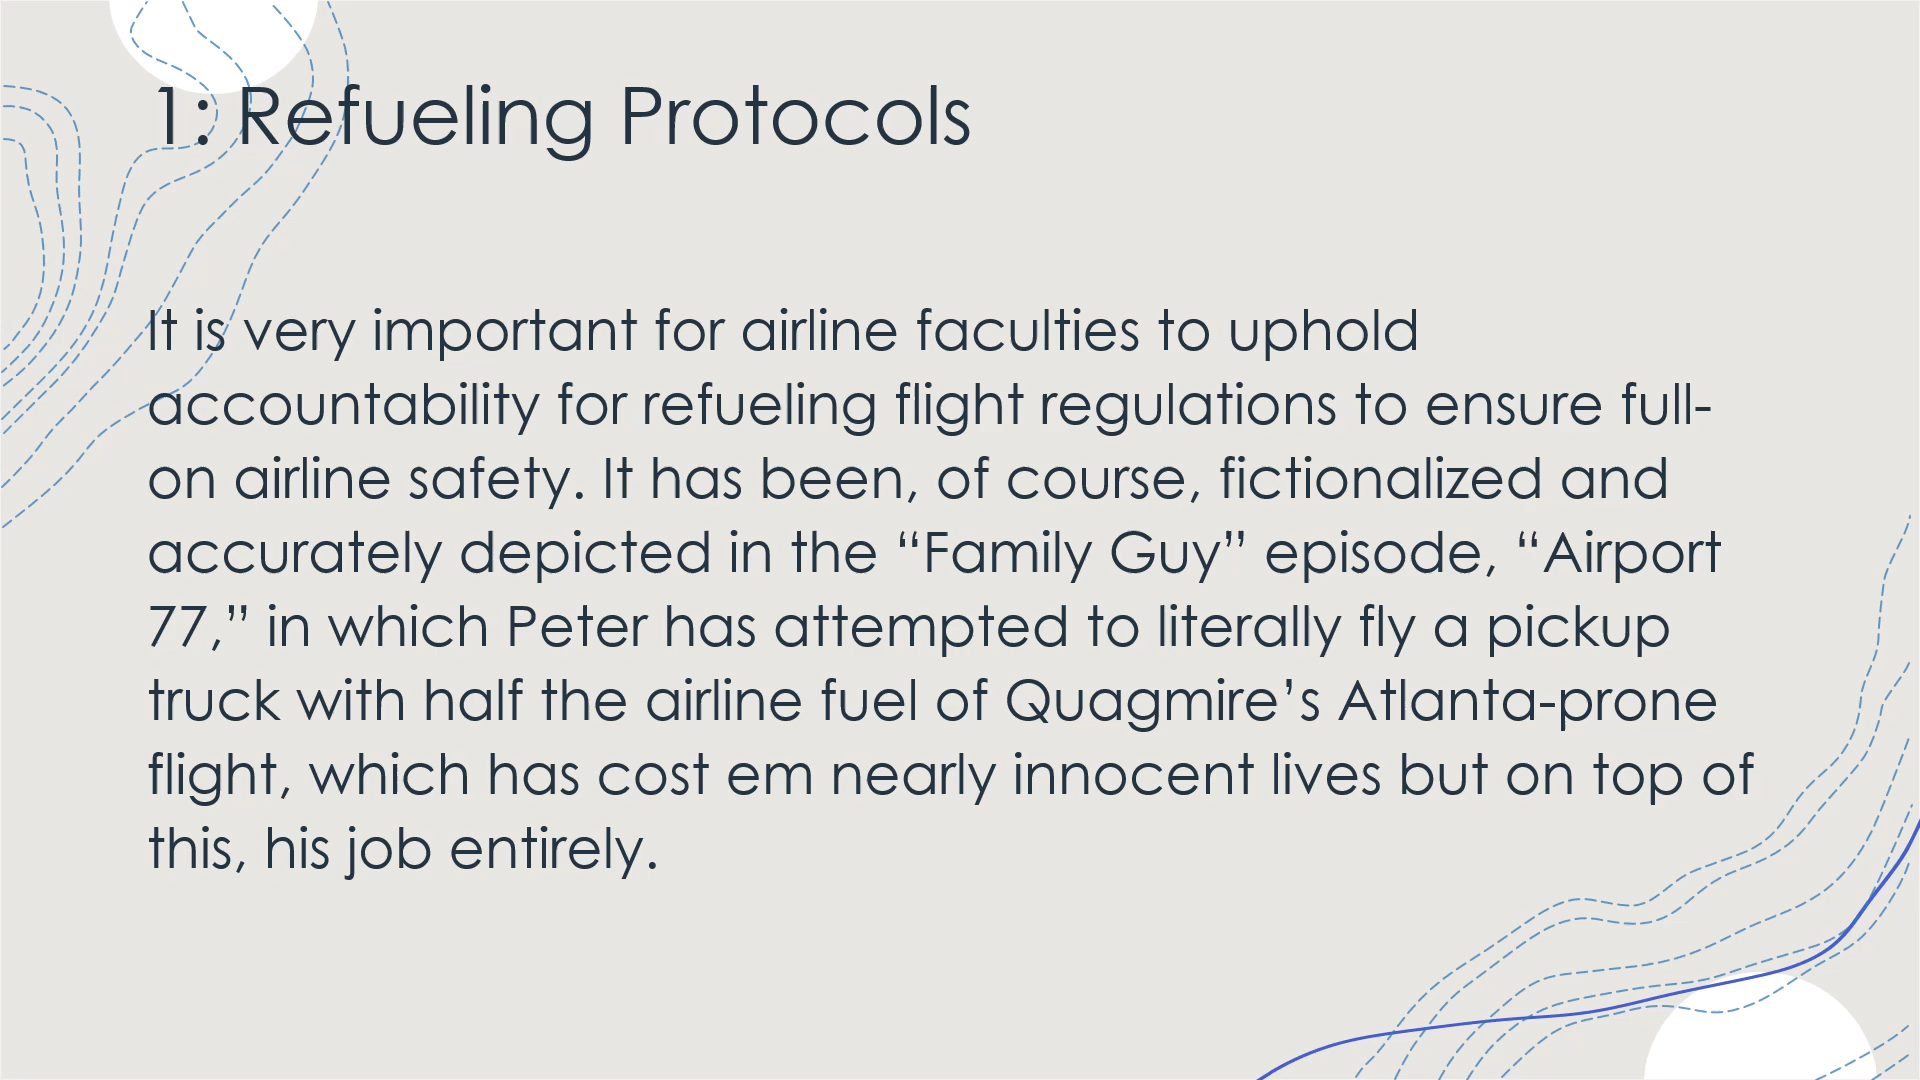 1: Refueling Protocols
It is very important for airline faculties to uphold
accountability for refueling flight regulations to ensure full-
on airline safety. It has been, of course, fictionalized and
accurately depicted in the “Family Guy” episode, “Airport
77,” in which Peter has attempted to literally fly a pickup
truck with half the airline fuel of Quagmire’s Atlanta-prone
flight, which has cost em nearly innocent lives but on top of
this, his job entirely.